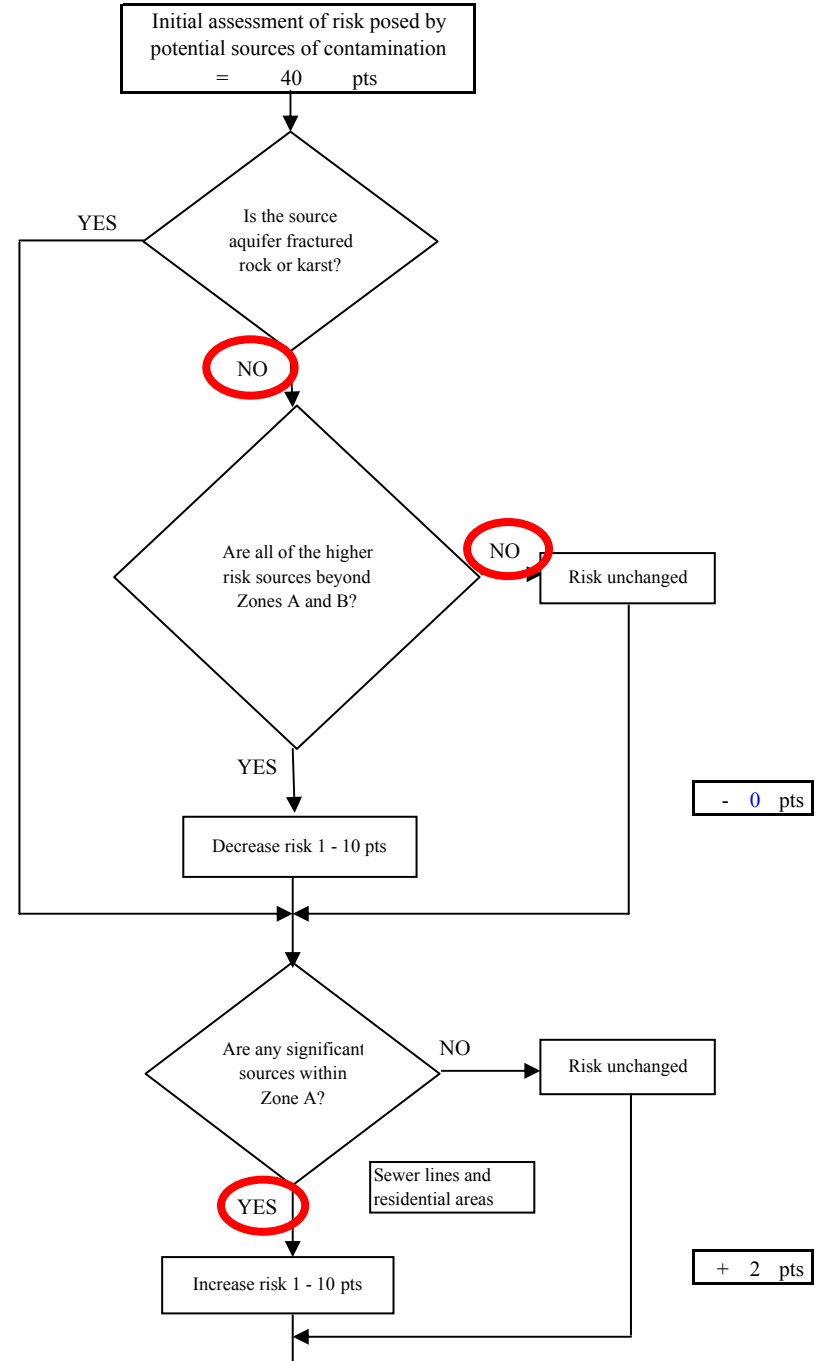 Initial assessment of risk posed by
potential sources of contamination
= 40 pts
YES
Is the source
aquifer fractured
rock or karst?
NO
Are all of the higher
risk sources beyond
Zones A and B?
NO
Risk unchanged
YES
- 0 pts
Decrease risk 1 - 10 pts
Are any significant
sources within
Zone A?
NO
Risk unchanged
Sewer lines and
residential areas
YES
+ 2 pts
Increase risk 1 - 10 pts